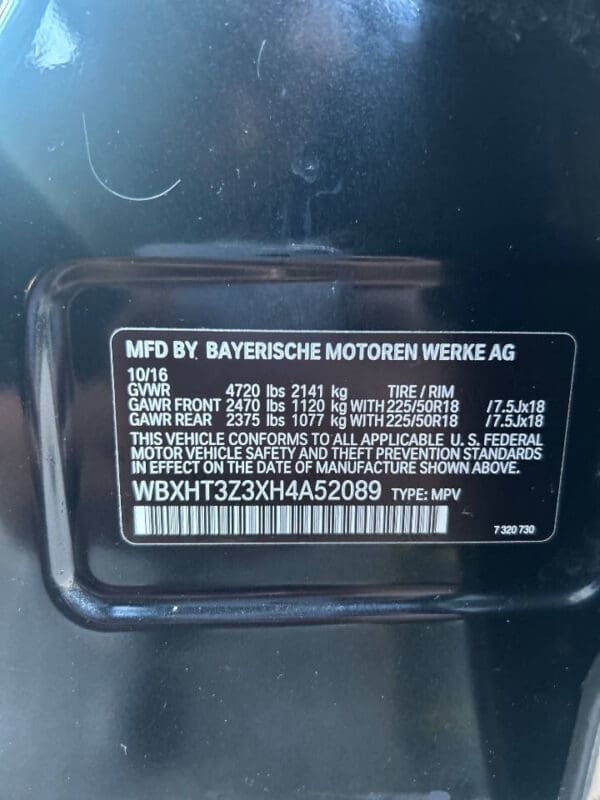 MFD BY BAYERISCHE MOTOREN WERKE AG
10/16
GVWR 4720 lbs 2141 kg TIRE / RIM
GAWR FRONT 2470 lbs 1120 kg WITH 225/50R18 /7.5Jx18
GAWR REAR 2375 lbs 1077 kg WITH 225/50R18 /7.5Jx18
THIS VEHICLE CONFORMS TO ALL APPLICABLE U. S. FEDERAL
MOTOR VEHICLE SAFETY AND THEFT PREVENTION STANDARDS
IN EFFECT ON THE DATE OF MANUFACTURE SHOWN ABOVE.
WBXHT3Z3XH4A52089 TYPE: MPV
7 320 730